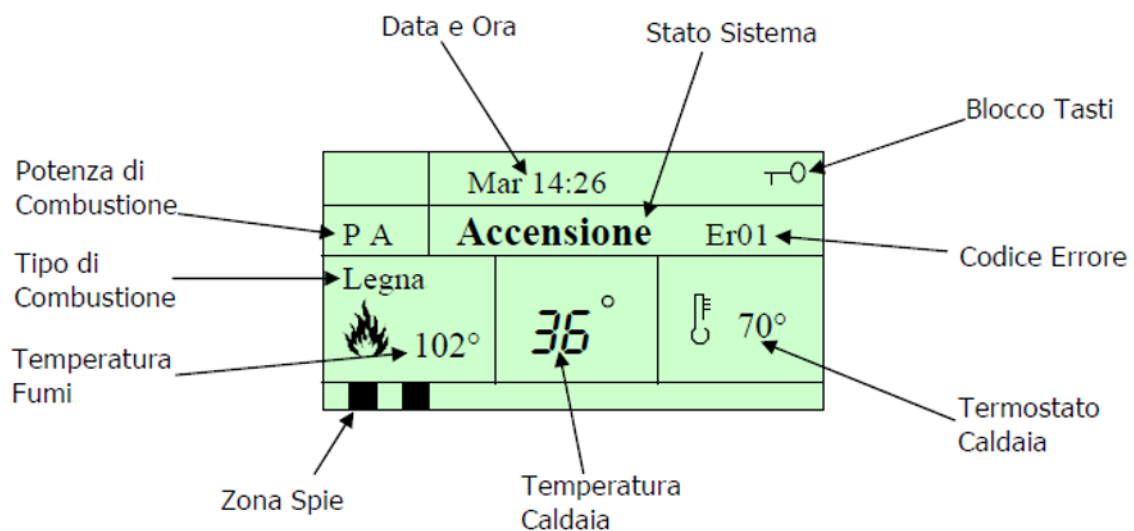 Data e Ora
Stato Sistema
Blocco Tasti
Potenza di
Combustione
Mar 14:26
P A
Accensione
Er01
Codice Errore
Tipo di
Combustione
Legna
102°
36°
70°
Temperatura
Fumi
Termostato
Caldaia
Zona Spie
Temperatura
Caldaia